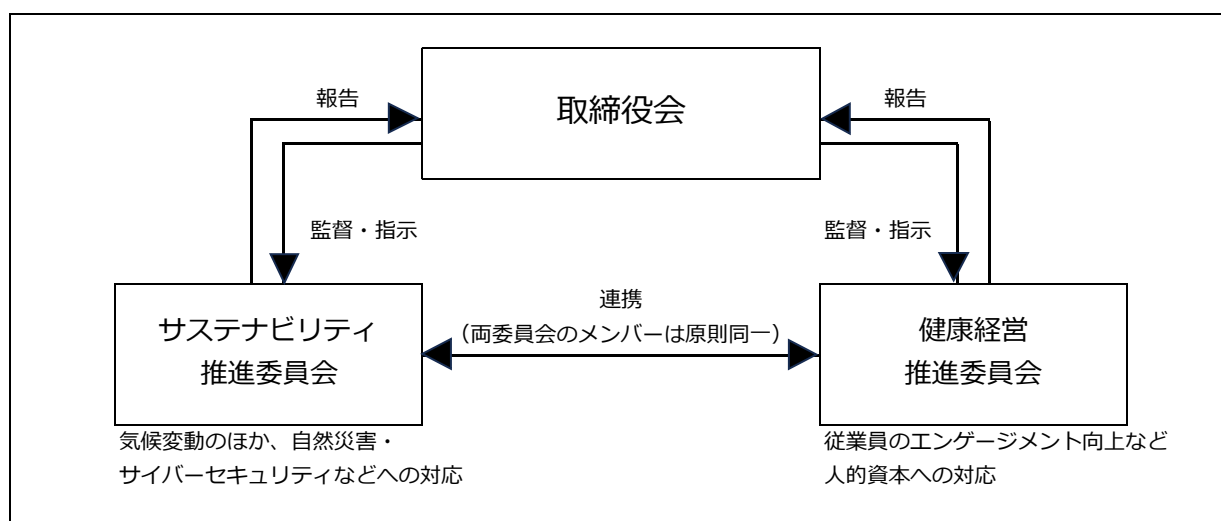 取締役会
報告
報告
監督・指示
監督・指示
サステナビリティ
推進委員会
連携
（両委員会のメンバーは原則同一）
健康経営
推進委員会
気候変動のほか、自然災害・
サイバーセキュリティなどへの対応
従業員のエンゲージメント向上など
人的資本への対応